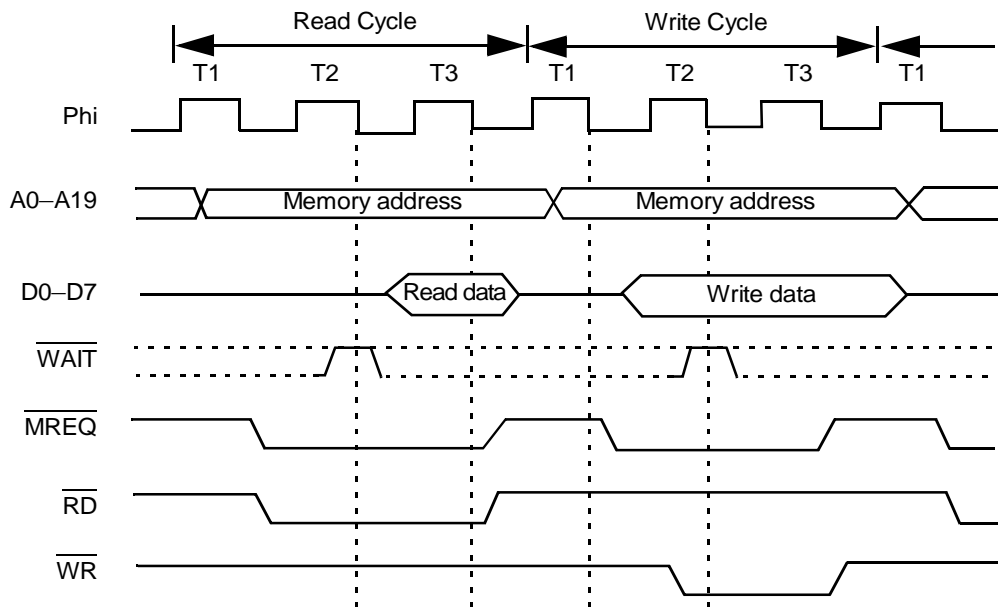 Read Cycle Write Cycle
T1 T2 T3 T1 T2 T3 T1
Phi
A0–A19 Memory address Memory address
D0–D7 Read data Write data
WAIT
MREQ
RD
WR